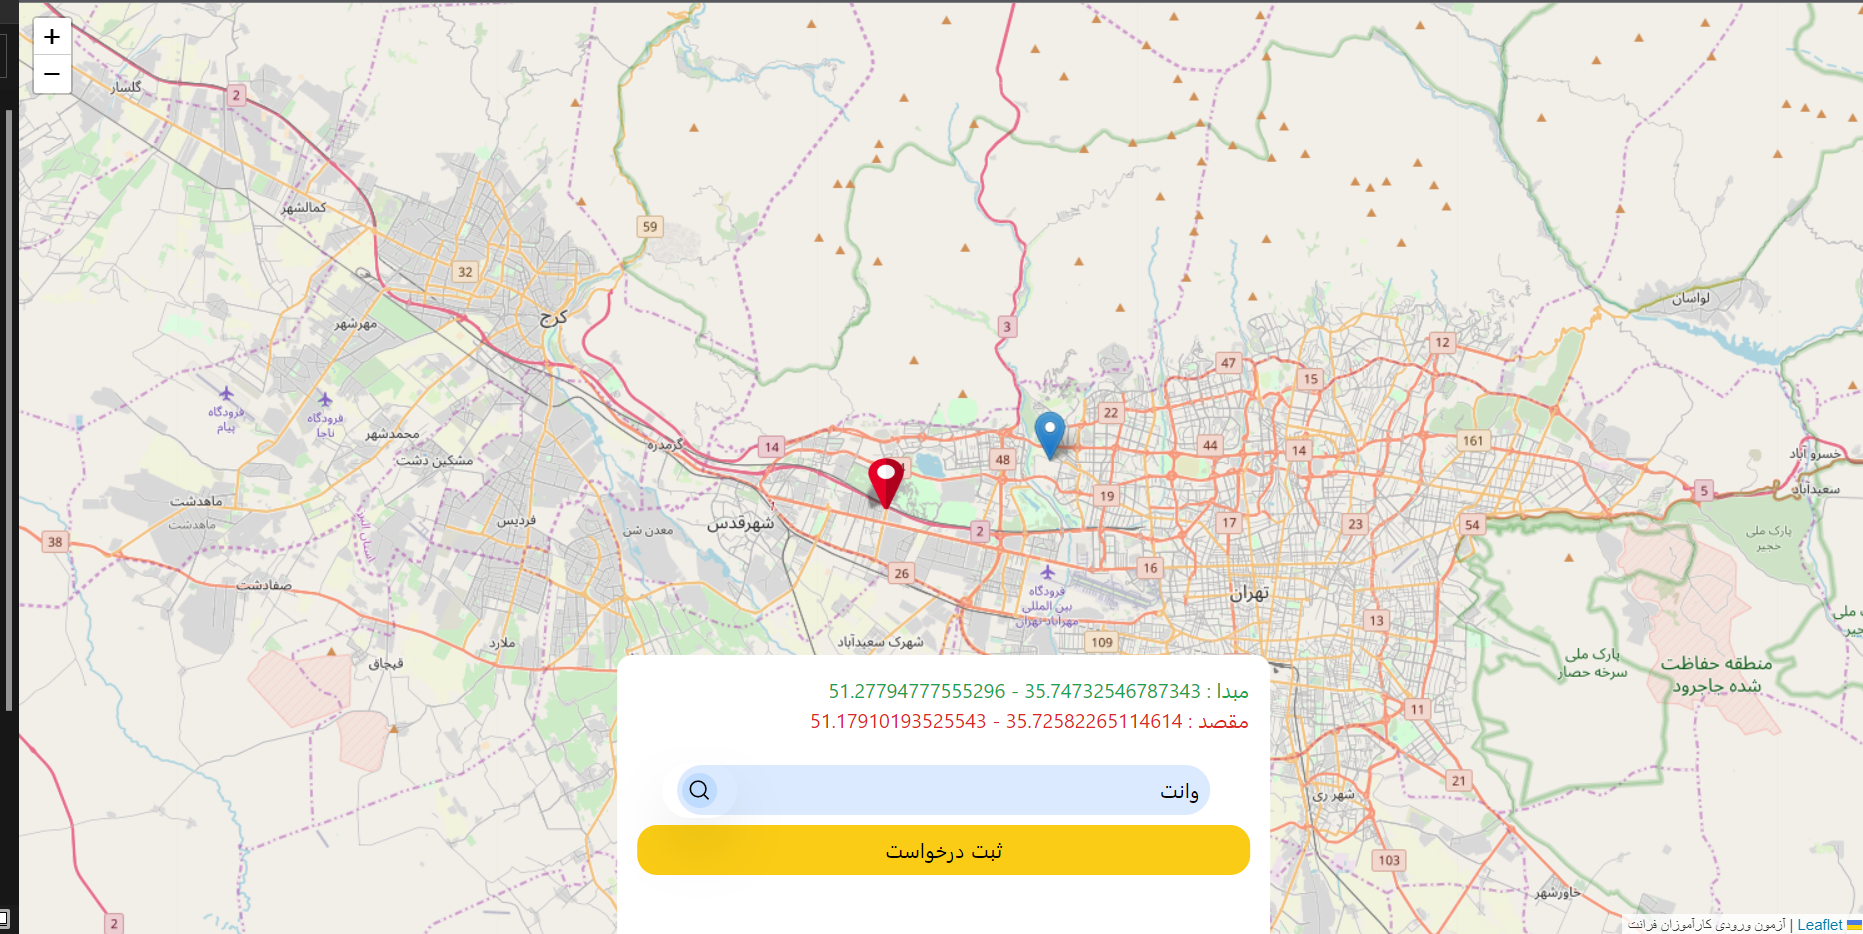 +
−
گلسار
2
کمالشهر
59
32
کرج
مهرشهر
3
لواسان
12
47
15
فرودگاه
پیام
فرودگاه
ناجا
محمدشهر
گرمدره
14
22
161
44
14
48
خسرو آباد
مشکین دشت
سعیدآباد
5
ماهدشت
ماهدشت
19
فردیس
معدن شن
شهرقدس
2
17
23
54
پارک ملی
خجیر
استان البرز
38
26
16
فرودگاه
بین المللی
مهرآباد تهران
تهران
صفادشت
13
ملارد
شهرک سعیدآباد
109
قپچاق
پارک ملی
سرخه حصار
منطقه حفاظت
شده جاجرود
11
مبدا : 35.74732546787343 - 51.27794777555296
مقصد : 35.72582265114614 - 51.17910193525543
وانت
ثبت درخواست
21
شهر ری
103
خاورشهر
2
Leaflet | آزمون ورودی کارآموزان فرانت